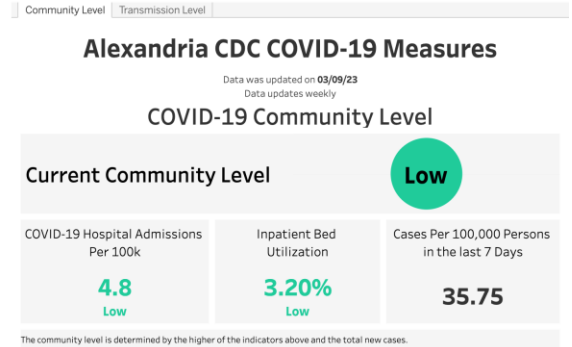 Community Level Transmission Level
Alexandria CDC COVID-19 Measures
Data was updated on 03/09/23
Data updates weekly
COVID-19 Community Level
Current Community Level Low
COVID-19 Hospital Admissions
Per 100k
4.8
Low
Inpatient Bed
Utilization
3.20%
Low
Cases Per 100,000 Persons
in the last 7 Days
35.75
The community level is determined by the higher of the indicators above and the total new cases.